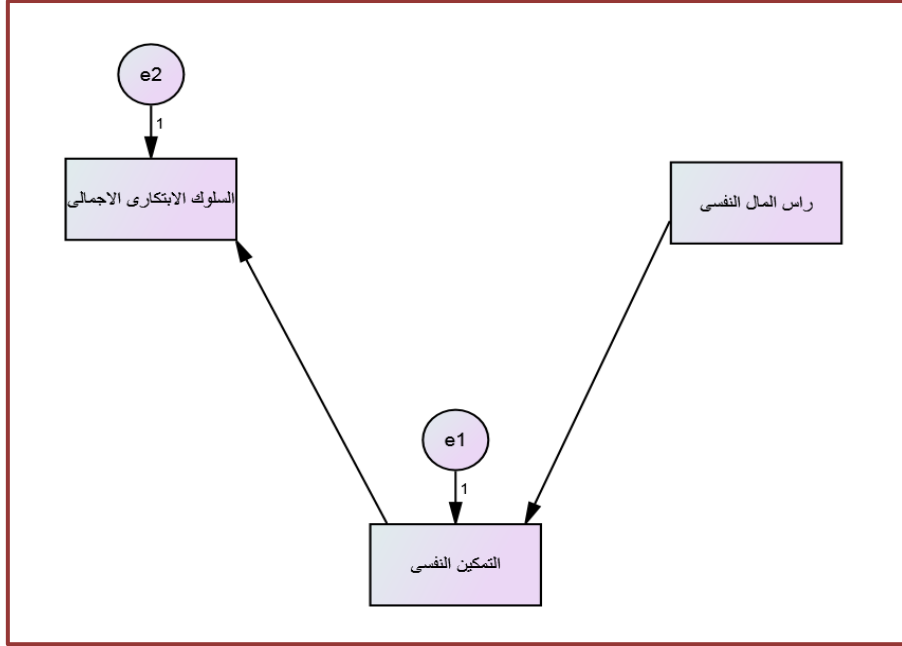 e2
1
السلوك الابتكارى الاجمالى
راس المال النفسى
e1
1
التمكين النفسى